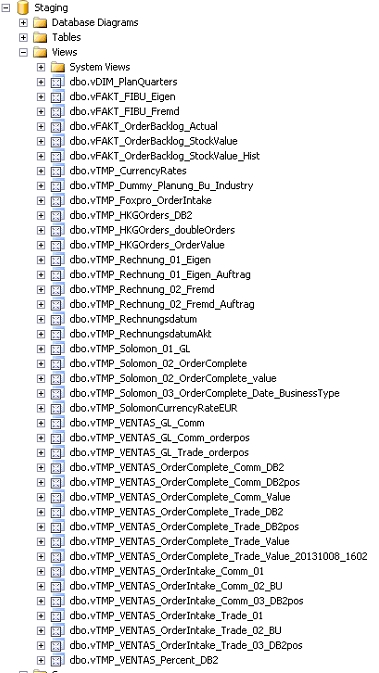 Staging
Database Diagrams
Tables
Views
System Views
dbo.vDIM_PlanQuarters
dbo.vFAKT_FIBU_Eigen
dbo.vFAKT_FIBU_Fremd
dbo.vFAKT_OrderBacklog_Actual
dbo.vFAKT_OrderBacklog_StockValue
dbo.vFAKT_OrderBacklog_StockValue_Hist
dbo.vTMP_CurrencyRates
dbo.vTMP_Dummy_Planung_Bu_Industry
dbo.vTMP_Foxpro_OrderIntake
dbo.vTMP_HKGOrders_DB2
dbo.vTMP_HKGOrders_doubleOrders
dbo.vTMP_HKGOrders_OrderValue
dbo.vTMP_Rechnung_01_Eigen
dbo.vTMP_Rechnung_01_Eigen_Auftrag
dbo.vTMP_Rechnung_02_Fremd
dbo.vTMP_Rechnung_02_Fremd_Auftrag
dbo.vTMP_Rechnungsdatum
dbo.vTMP_RechnungsdatumAkt
dbo.vTMP_Solomon_01_GL
dbo.vTMP_Solomon_02_OrderComplete
dbo.vTMP_Solomon_02_OrderComplete_value
dbo.vTMP_Solomon_03_OrderComplete_Date_BusinessType
dbo.vTMP_SolomonCurrencyRateEUR
dbo.vTMP_VENTAS_GL_Comm
dbo.vTMP_VENTAS_GL_Comm_orderpos
dbo.vTMP_VENTAS_GL_Trade_orderpos
dbo.vTMP_VENTAS_OrderComplete_Comm_DB2
dbo.vTMP_VENTAS_OrderComplete_Comm_DB2pos
dbo.vTMP_VENTAS_OrderComplete_Comm_Value
dbo.vTMP_VENTAS_OrderComplete_Trade_DB2
dbo.vTMP_VENTAS_OrderComplete_Trade_DB2pos
dbo.vTMP_VENTAS_OrderComplete_Trade_Value
dbo.vTMP_VENTAS_OrderComplete_Trade_Value_20131008_1602
dbo.vTMP_VENTAS_OrderIntake_Comm_01
dbo.vTMP_VENTAS_OrderIntake_Comm_02_BU
dbo.vTMP_VENTAS_OrderIntake_Comm_03_DB2pos
dbo.vTMP_VENTAS_OrderIntake_Trade_01
dbo.vTMP_VENTAS_OrderIntake_Trade_02_BU
dbo.vTMP_VENTAS_OrderIntake_Trade_03_DB2pos
dbo.vTMP_VENTAS_Percent_DB2